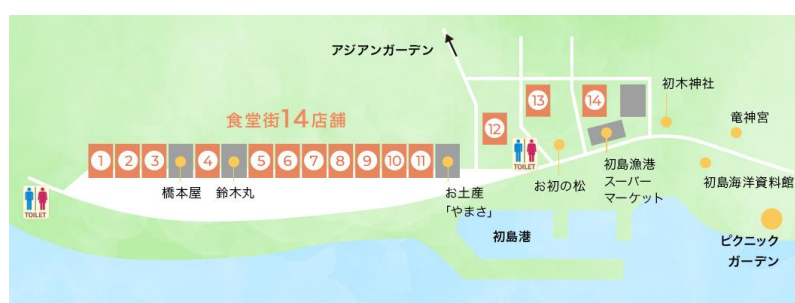 アジアンガーデン
食堂街14店舗
初木神社
竜神宮
1 2 3 4 5 6 7 8 9 10 11 12 13 14
橋本屋
鈴木丸
お土産
「やまさ」
TOILET
TOILET
お初の松
初島漁港
スーパー
マーケット
初島海洋資料館
初島港
ピクニック
ガーデン